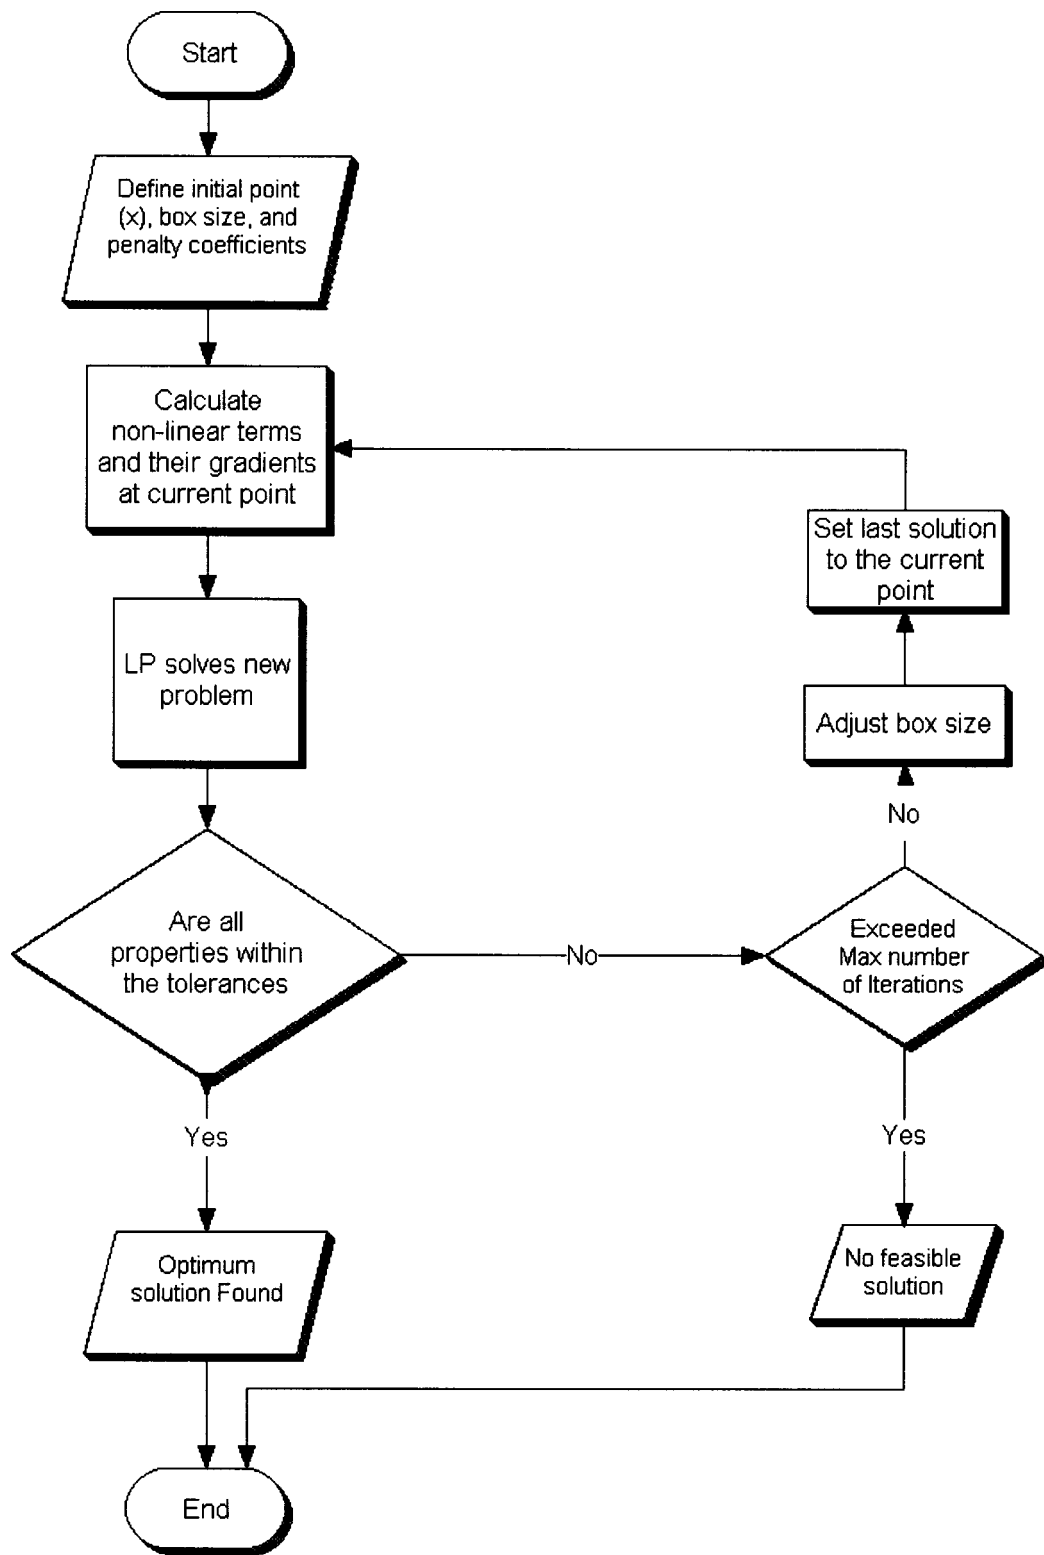 Start
Define initial point
(x), box size, and
penalty coefficients
Calculate
non-linear terms
and their gradients
at current point
Set last solution
to the current
point
LP solves new
problem
Adjust box size
No
Are all
properties within
the tolerances
No
Exceeded
Max number
of Iterations
Yes
Yes
Optimum
solution Found
No feasible
solution
End